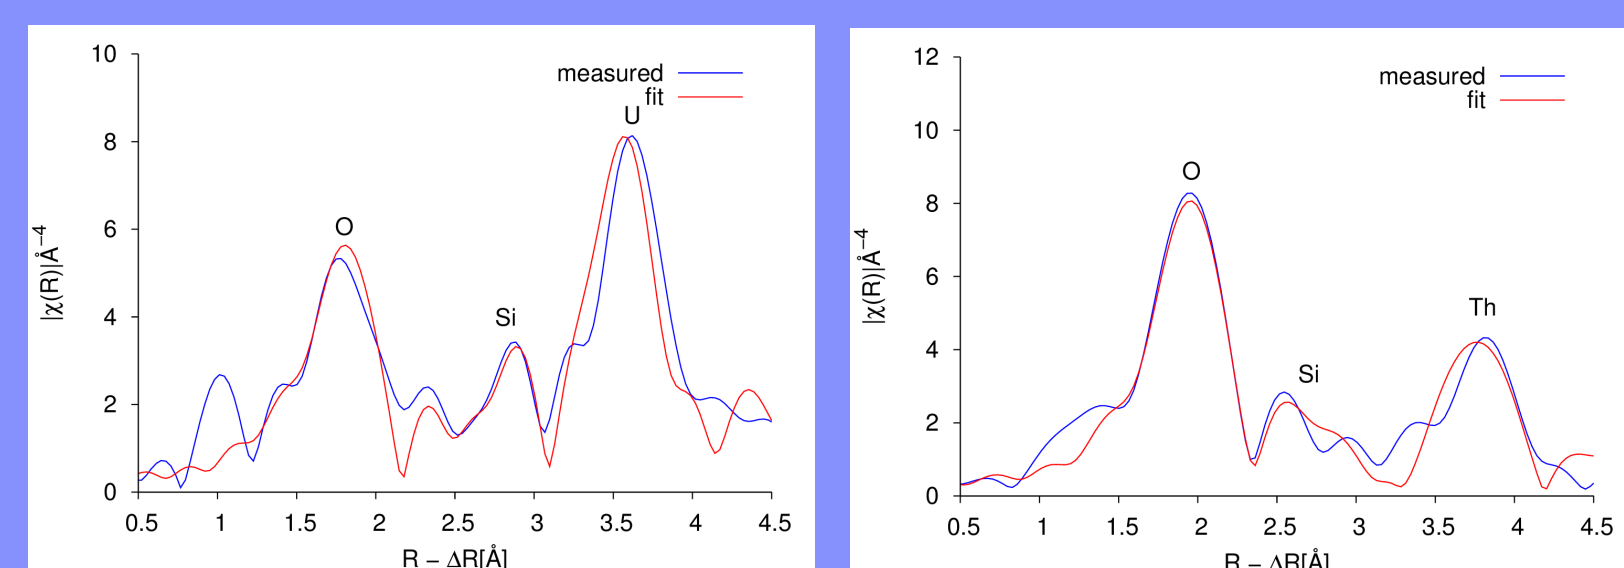 10
8
6
4
2
0
|χ(R)|Å⁻⁴
measured
fit
U
O
Si
0.5 1 1.5 2 2.5 3 3.5 4 4.5
R − ΔR[Å]
12
10
8
6
4
2
0
|χ(R)|Å⁻⁴
measured
fit
O
Si
Th
0.5 1 1.5 2 2.5 3 3.5 4 4.5
R − ΔR[Å]